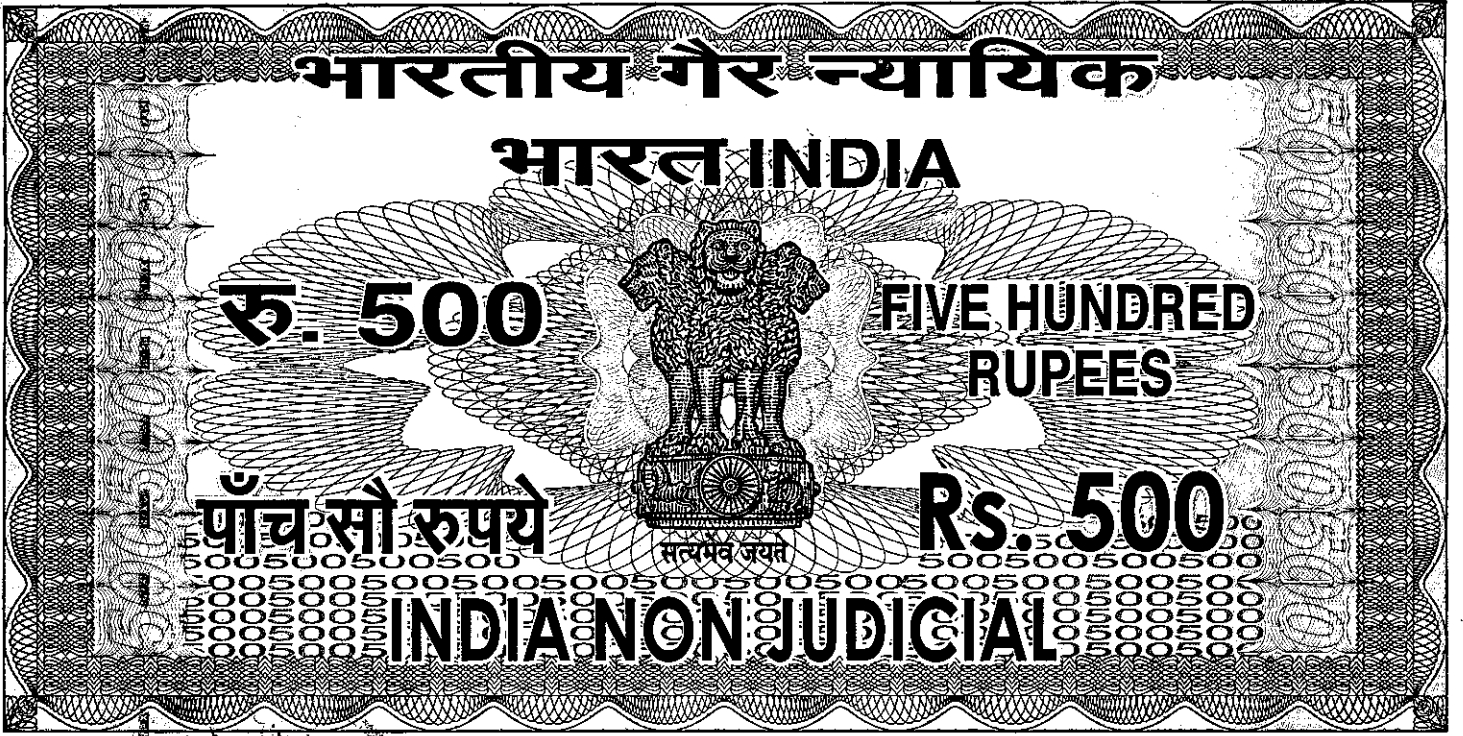 भारतीय गैर न्यायिक
भारत INDIA
रु. 500
FIVE HUNDRED
RUPEES
पाँच सौ रुपये
Rs. 500
सत्यमेव जयते
INDIA NON JUDICIAL